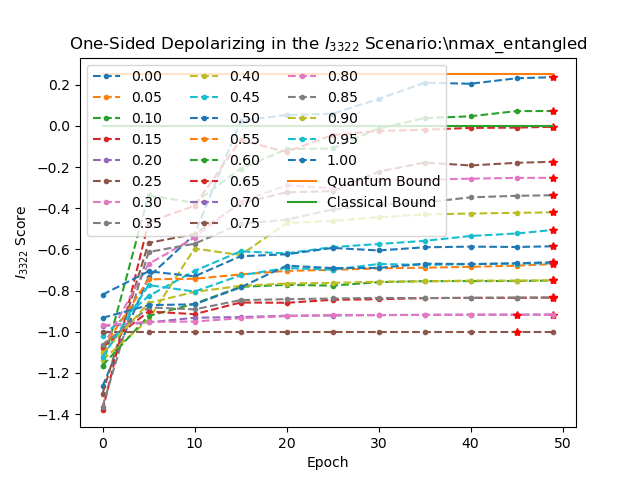 One-Sided Depolarizing in the I3322 Scenario:\nmax_entangled
0.00 0.40 0.80
0.05 0.45 0.85
0.10 0.50 0.90
0.15 0.55 0.95
0.20 0.60 1.00
0.25 0.65 Quantum Bound
0.30 0.70 Classical Bound
0.35 0.75
I3322 Score
0.2
0.0
−0.2
−0.4
−0.6
−0.8
−1.0
−1.2
−1.4
0 10 20 30 40 50
Epoch